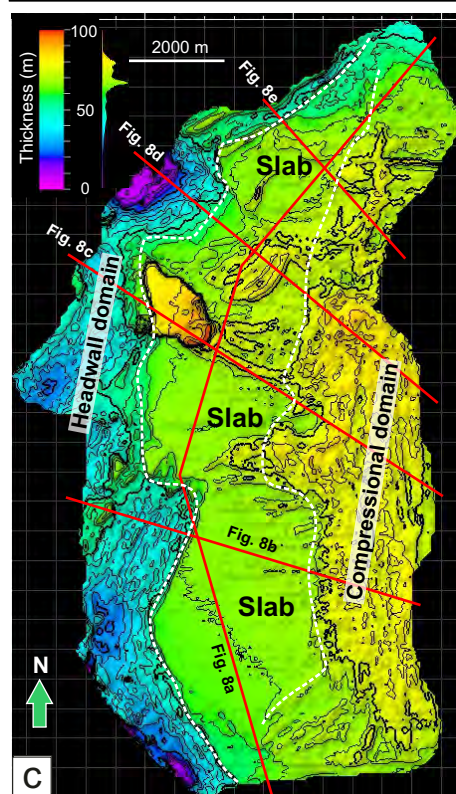 Thickness (m)
100
50
0
2000 m
Fig. 8e
Fig. 8d
Fig. 8c
Slab
Headwall domain
Slab
Compressional domain
Fig. 8b
Slab
Fig. 8a
N
C